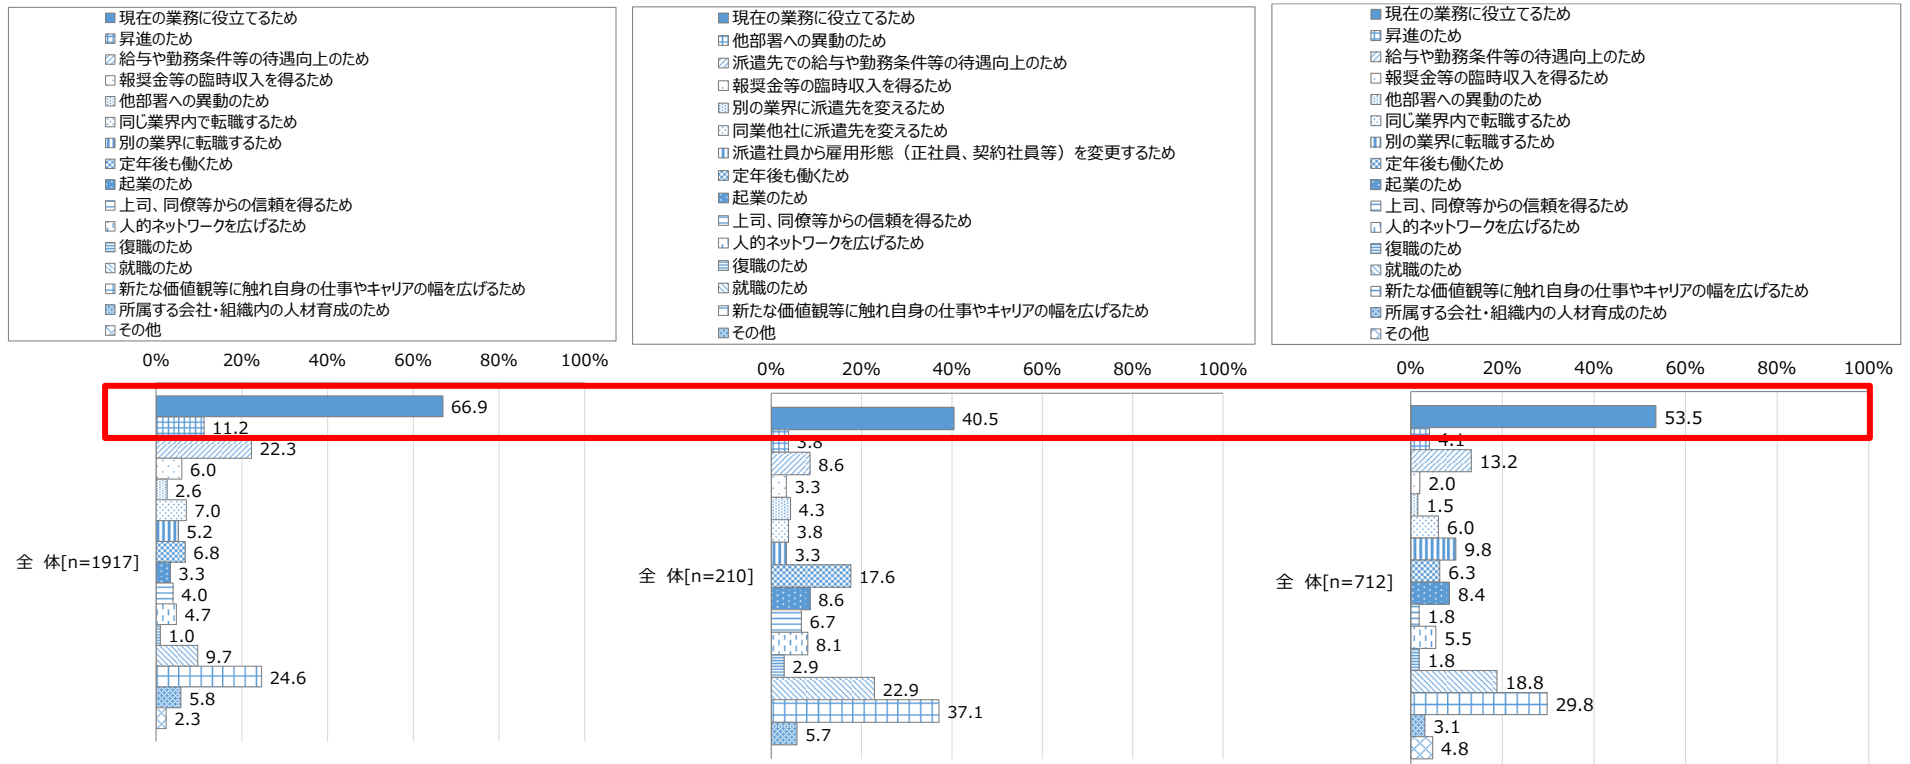 現在の業務に役立てるため
昇進のため
給与や勤務条件等の待遇向上のため
報奨金等の臨時収入を得るため
他部署への異動のため
同じ業界内で転職するため
別の業界に転職するため
定年後も働くため
起業のため
上司、同僚等からの信頼を得るため
人的ネットワークを広げるため
復職のため
就職のため
新たな価値観等に触れ自身の仕事やキャリアの幅を広げるため
所属する会社・組織内の人材育成のため
その他
0% 20% 40% 60% 80% 100%
66.9
11.2
22.3
6.0
2.6
7.0
5.2
6.8
全 体[n=1917]
3.3
4.0
4.7
1.0
9.7
24.6
5.8
2.3
現在の業務に役立てるため
他部署への異動のため
派遣先での給与や勤務条件等の待遇向上のため
報奨金等の臨時収入を得るため
別の業界に派遣先を変えるため
同業他社に派遣先を変えるため
派遣社員から雇用形態（正社員、契約社員等）を変更するため
定年後も働くため
起業のため
上司、同僚等からの信頼を得るため
人的ネットワークを広げるため
復職のため
就職のため
新たな価値観等に触れ自身の仕事やキャリアの幅を広げるため
その他
0% 20% 40% 60% 80% 100%
40.5
3.8
8.6
3.3
4.3
3.8
3.3
17.6
全 体[n=210]
8.6
6.7
8.1
2.9
22.9
37.1
5.7
現在の業務に役立てるため
昇進のため
給与や勤務条件等の待遇向上のため
報奨金等の臨時収入を得るため
他部署への異動のため
同じ業界内で転職するため
別の業界に転職するため
定年後も働くため
起業のため
上司、同僚等からの信頼を得るため
人的ネットワークを広げるため
復職のため
就職のため
新たな価値観等に触れ自身の仕事やキャリアの幅を広げるため
所属する会社・組織内の人材育成のため
その他
0% 20% 40% 60% 80% 100%
53.5
4.1
13.2
2.0
1.5
6.0
9.8
6.3
全 体[n=712]
8.4
1.8
5.5
1.8
18.8
29.8
3.1
4.8